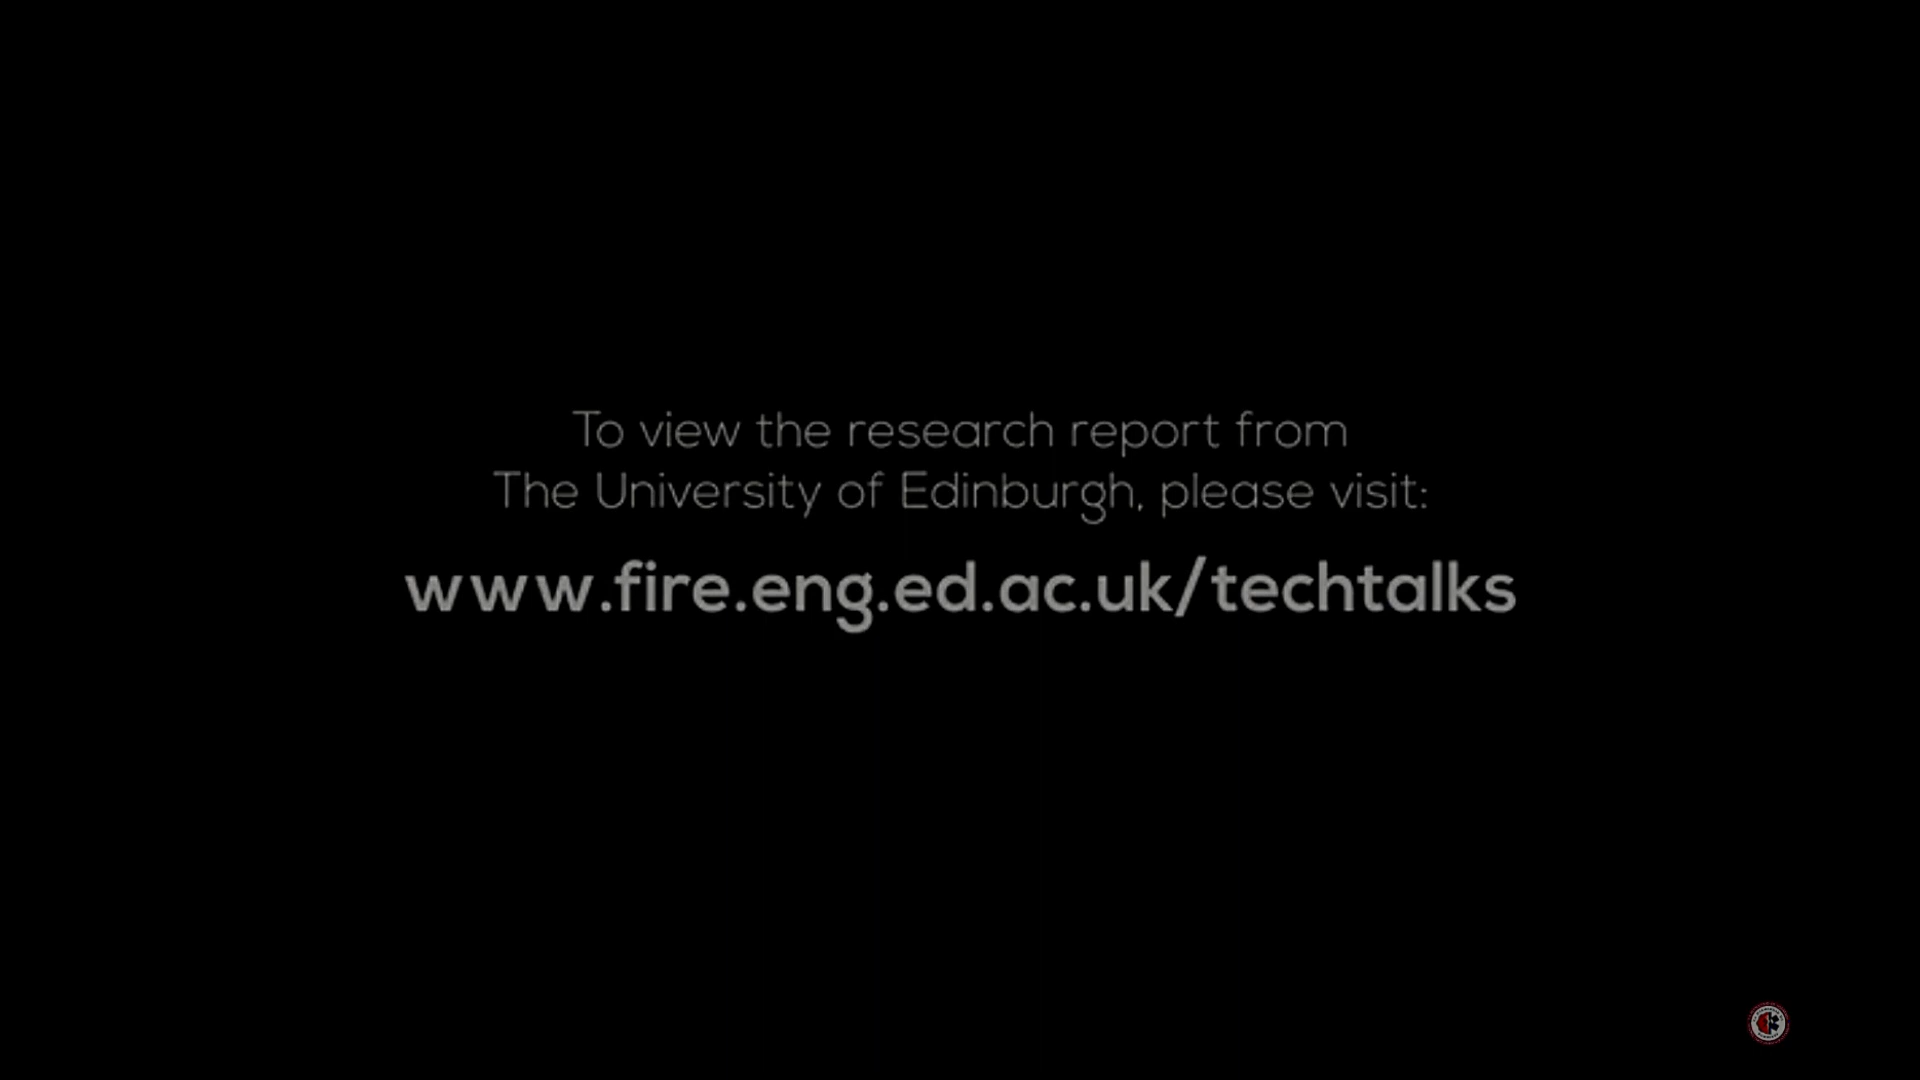 To view the research report from
The University of Edinburgh, please visit:
www.fire.eng.ed.ac.uk/techtalks